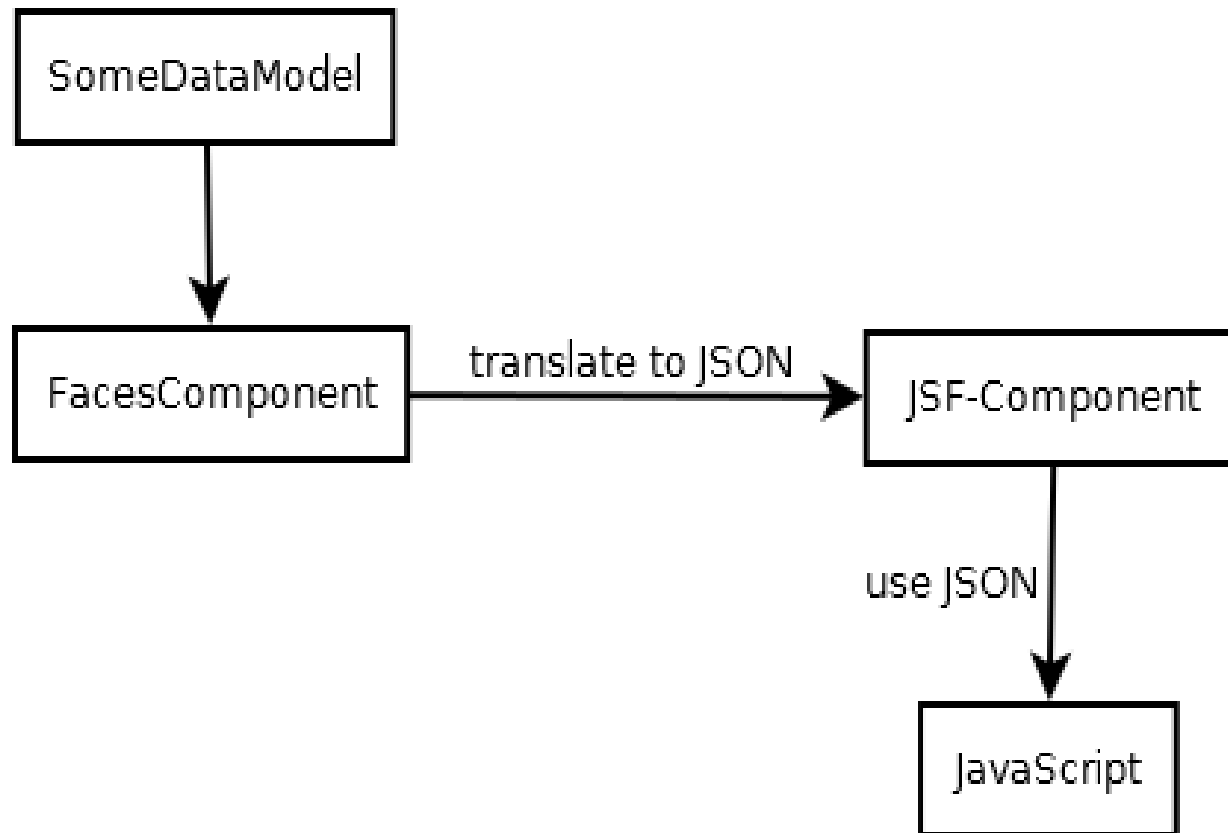 SomeDataModel
FacesComponent
translate to JSON
JSF-Component
use JSON
JavaScript